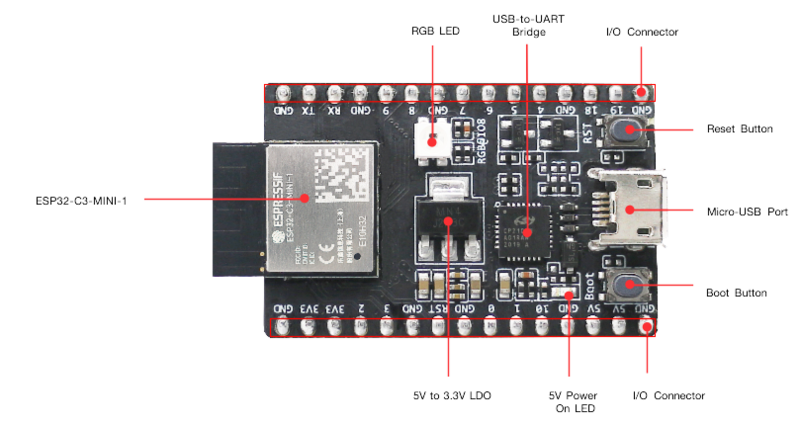 USB-to-UART
Bridge
RGB LED
I/O Connector
GND TX RX GND 9 8 GND 7 6 5 4 GND 18 19 GND
RST
Reset Button
RGB@IO8
ESPRESSIF
ESP32-C3-MINI-1
ESP32-C3-MINI-1
Micro-USB Port
Boot
Boot Button
GND 3V3 3V3 2 3 GND RST GND 0 1 10 GND 5V 5V GND
5V to 3.3V LDO
5V Power
On LED
I/O Connector